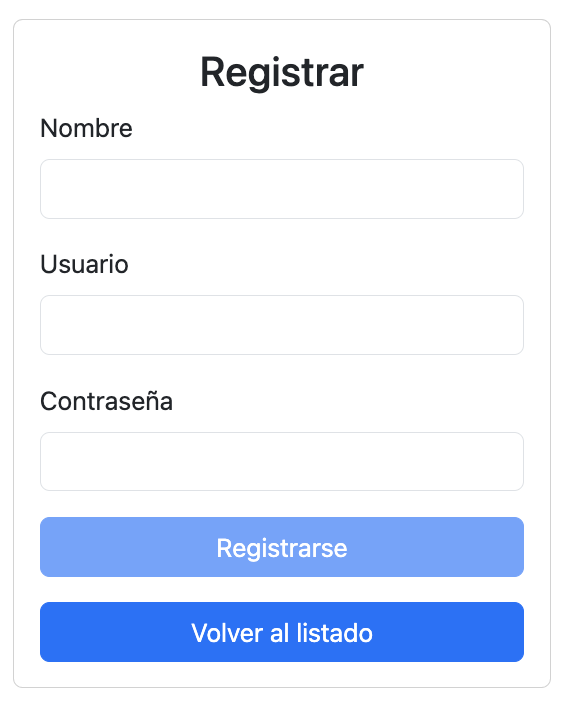 Registrar
Nombre
Usuario
Contraseña
Registrarse
Volver al listado